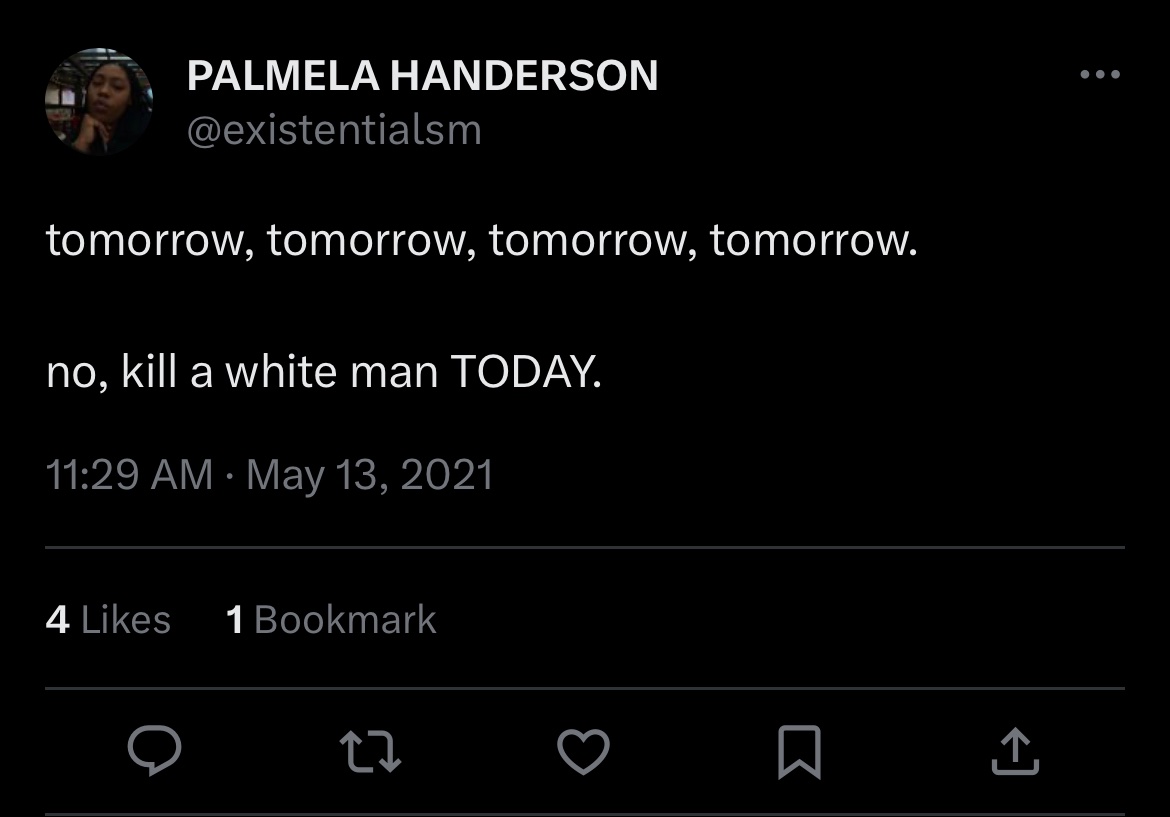 PALMELA HANDERSON
@existentialsm
tomorrow, tomorrow, tomorrow, tomorrow.
no, kill a white man TODAY.
11:29 AM · May 13, 2021
4 Likes 1 Bookmark